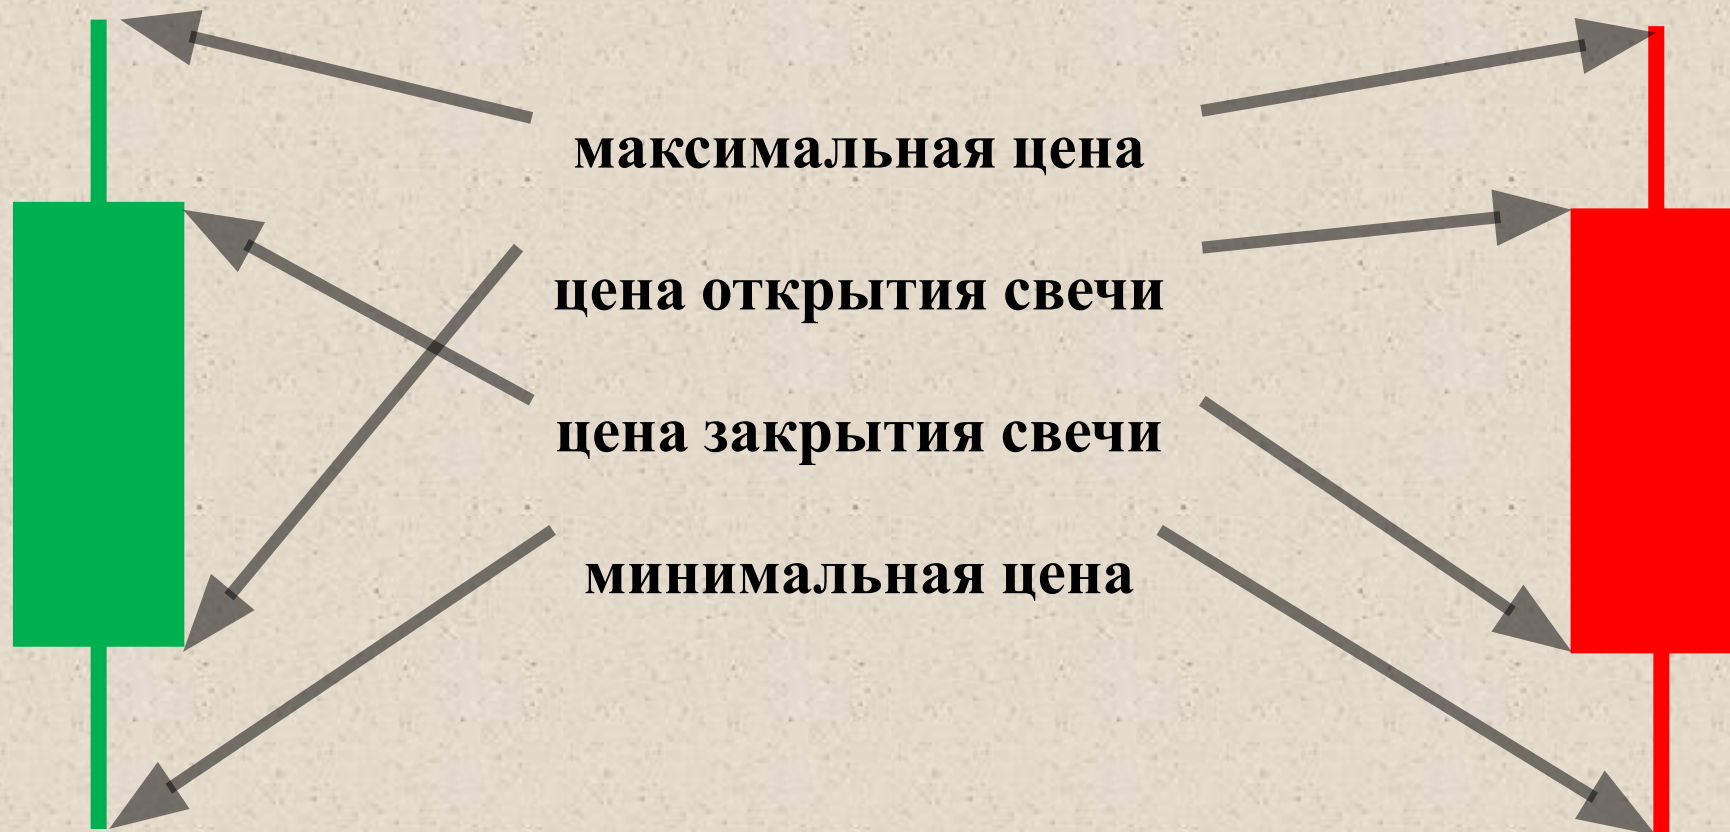 максимальная цена
цена открытия свечи
цена закрытия свечи
минимальная цена